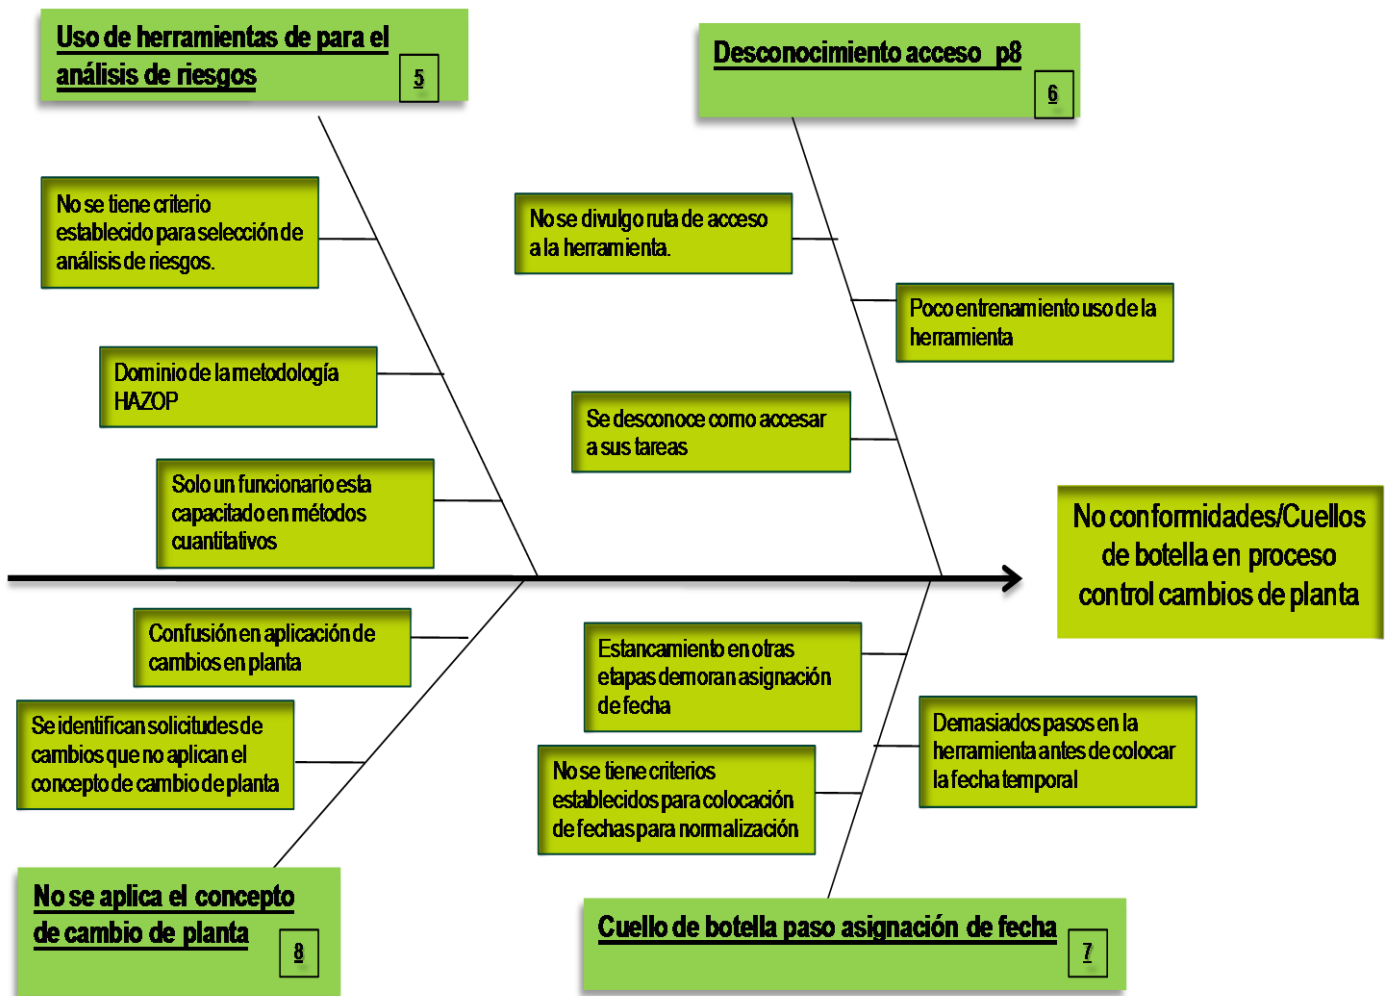 Uso de herramientas de para el
análisis de riesgos
5
Desconocimiento acceso p8
6
No se tiene criterio
establecido para selección de
análisis de riesgos.
No se divulgo ruta de acceso
a la herramienta.
Poco entrenamiento uso de la
herramienta
Dominio de la metodología
HAZOP
Se desconoce como accesar
a sus tareas
Solo un funcionario esta
capacitado en métodos
cuantitativos
No conformidades/Cuellos
de botella en proceso
control cambios de planta
Confusión en aplicación de
cambios en planta
Estancamiento en otras
etapas demoran asignación
de fecha
Se identifican solicitudes de
cambios que no aplican el
concepto de cambio de planta
Demasiados pasos en la
herramienta antes de colocar
la fecha temporal
No se tiene criterios
establecidos para colocación
de fechas para normalización
No se aplica el concepto
de cambio de planta
8
Cuello de botella paso asignación de fecha
7